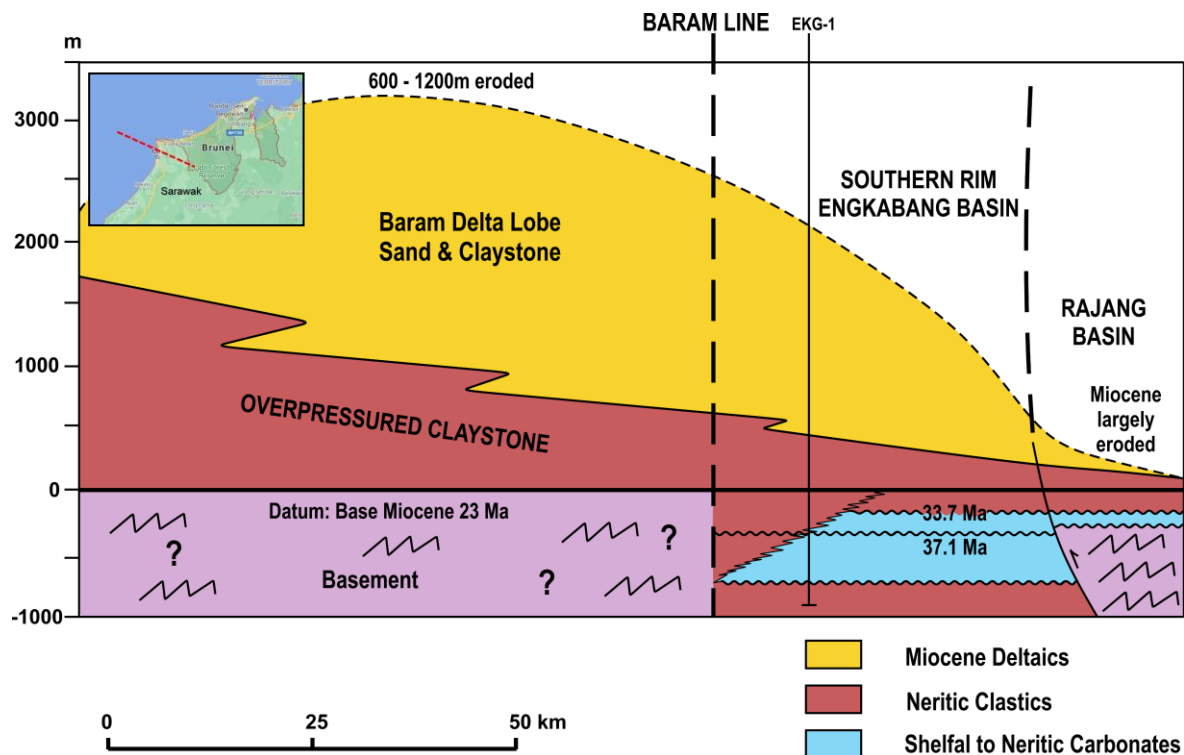 BARAM LINE
EKG-1
m
600 - 1200m eroded
3000
Brunei
Sarawak
SOUTHERN RIM
ENGKABANG BASIN
Baram Delta Lobe
Sand & Claystone
2000
RAJANG
BASIN
1000
Miocene
largely
eroded
OVERPRESSURED CLAYSTONE
0
Datum: Base Miocene 23 Ma
33.7 Ma
?
?
37.1 Ma
Basement
?
-1000
Miocene Deltaics
Neritic Clastics
Shelfal to Neritic Carbonates
0
25
50 km